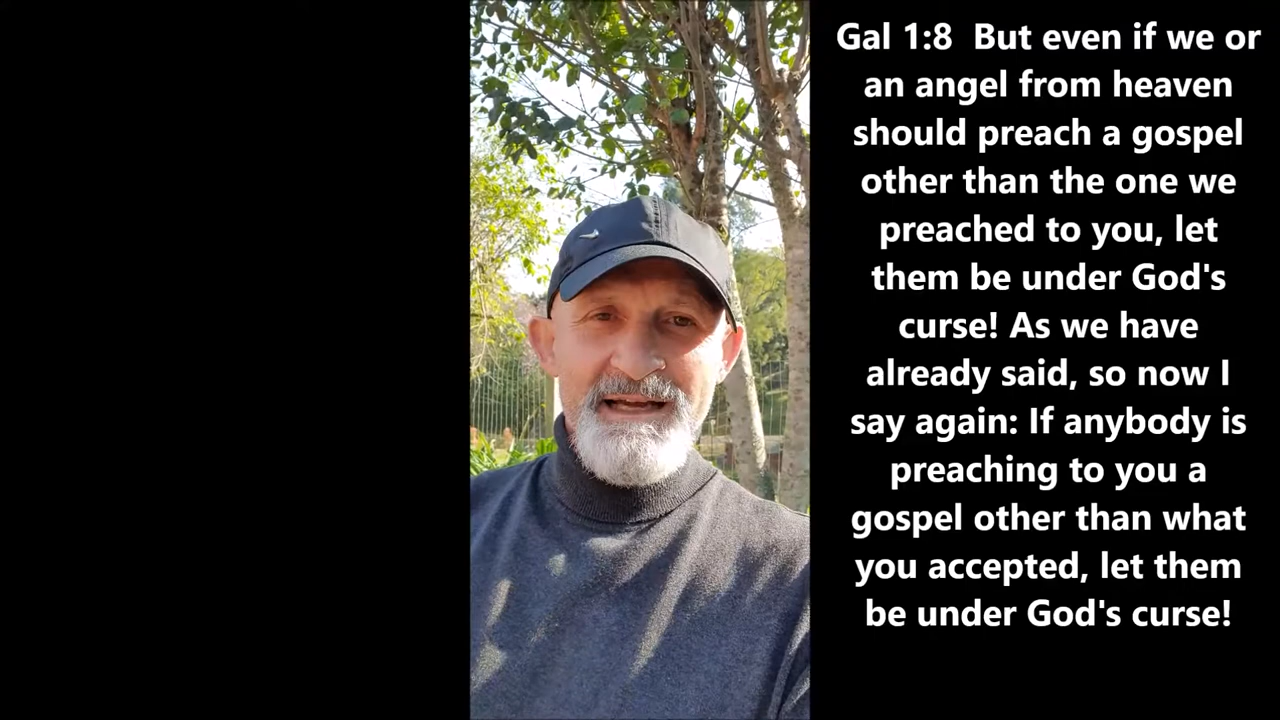 Gal 1:8  But even if we or
an angel from heaven
should preach a gospel
other than the one we
preached to you, let
them be under God's
curse! As we have
already said, so now I
say again: If anybody is
preaching to you a
gospel other than what
you accepted, let them
be under God's curse!